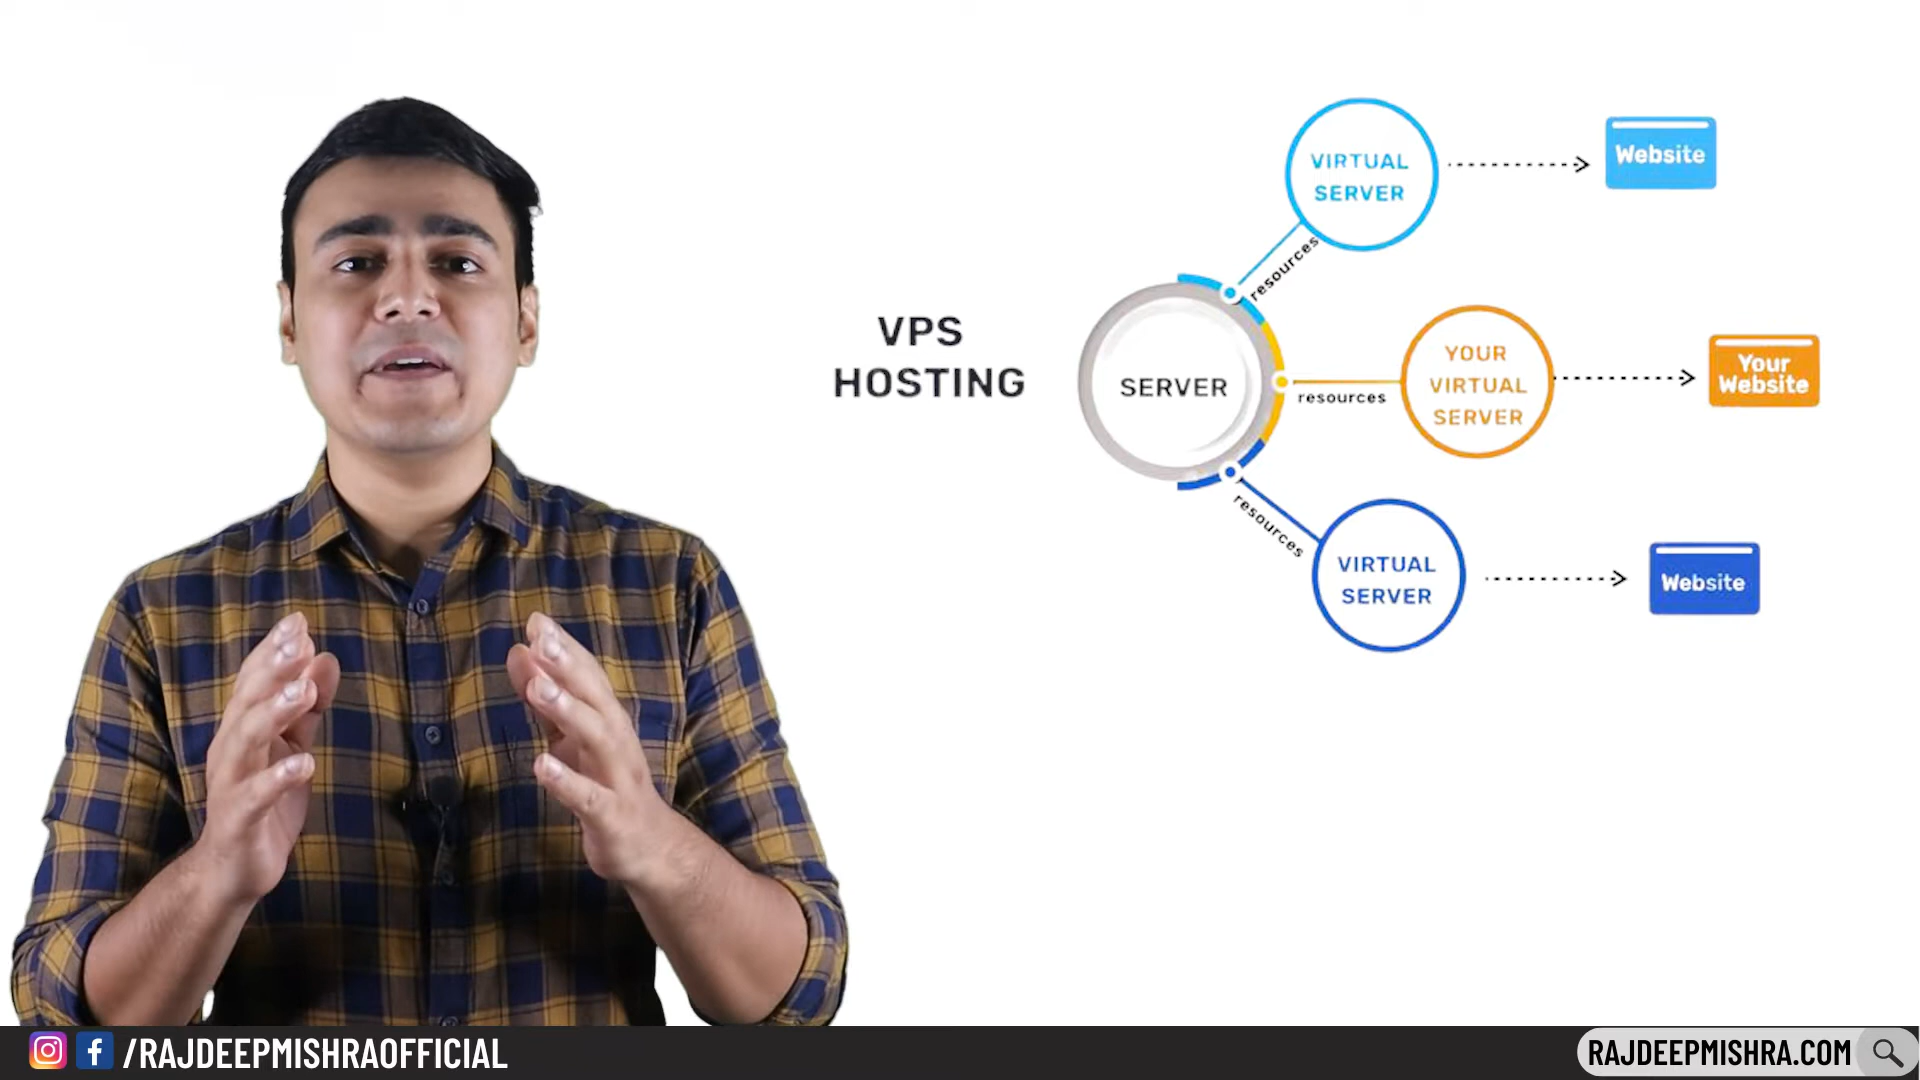 VPS
HOSTING
SERVER
resources
VIRTUAL
SERVER
Website
resources
YOUR
VIRTUAL
SERVER
Your
Website
resources
VIRTUAL
SERVER
Website
/RAJDEEPMISHRAOFFICIAL
RAJDEEPMISHRA.COM